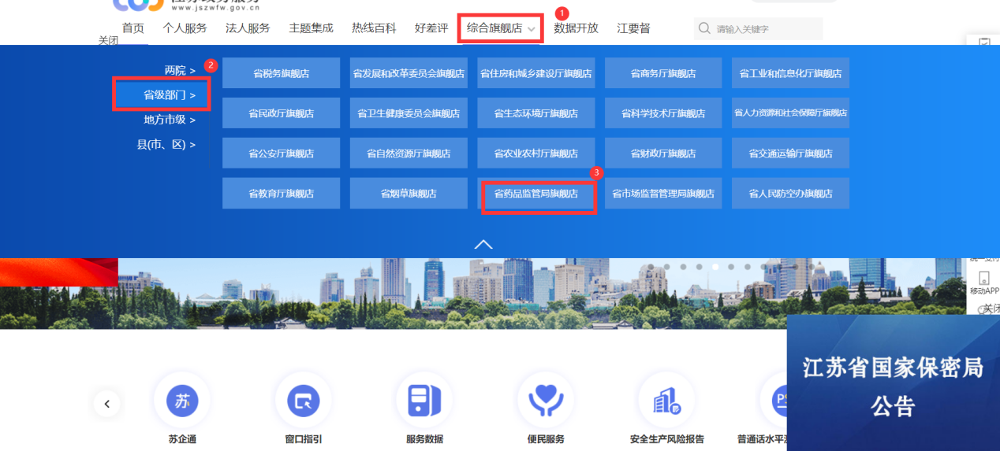 www.jszwfw.gov.cn
首页 个人服务 法人服务 主题集成 热线百科 好差评 综合旗舰店 数据开放 江要督 请输入关键字
1
关闭
两院 >
2
省级部门 >
地方市级 >
县(市、区) >
省税务旗舰店 省发展和改革委员会旗舰店 省住房和城乡建设厅旗舰店 省商务厅旗舰店 省工业和信息化厅旗舰店
省民政厅旗舰店 省卫生健康委员会旗舰店 省生态环境厅旗舰店 省科学技术厅旗舰店 省人力资源和社会保障厅旗舰店
省公安厅旗舰店 省自然资源厅旗舰店 省农业农村厅旗舰店 省财政厅旗舰店 省交通运输厅旗舰店
3
省教育厅旗舰店 省烟草旗舰店 省药品监管局旗舰店 省市场监督管理局旗舰店 省人民防空办旗舰店
移动APP
关闭
江苏省国家保密局
公告
苏
苏企通 窗口指引 服务数据 便民服务 安全生产风险报告 普通话水平